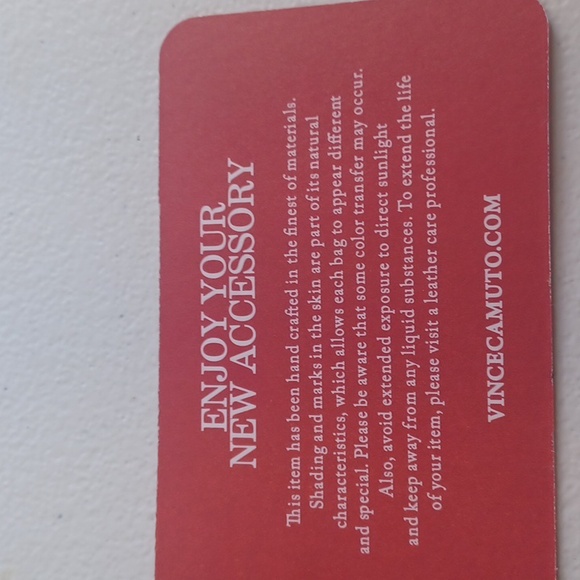 ENJOY YOUR
NEW ACCESSORY
This item has been hand crafted in the finest of materials.
Shading and marks in the skin are part of its natural
characteristics, which allows each bag to appear different
and special. Please be aware that some color transfer may occur.
Also, avoid extended exposure to direct sunlight
and keep away from any liquid substances. To extend the life
of your item, please visit a leather care professional.
VINCECAMUTO.COM